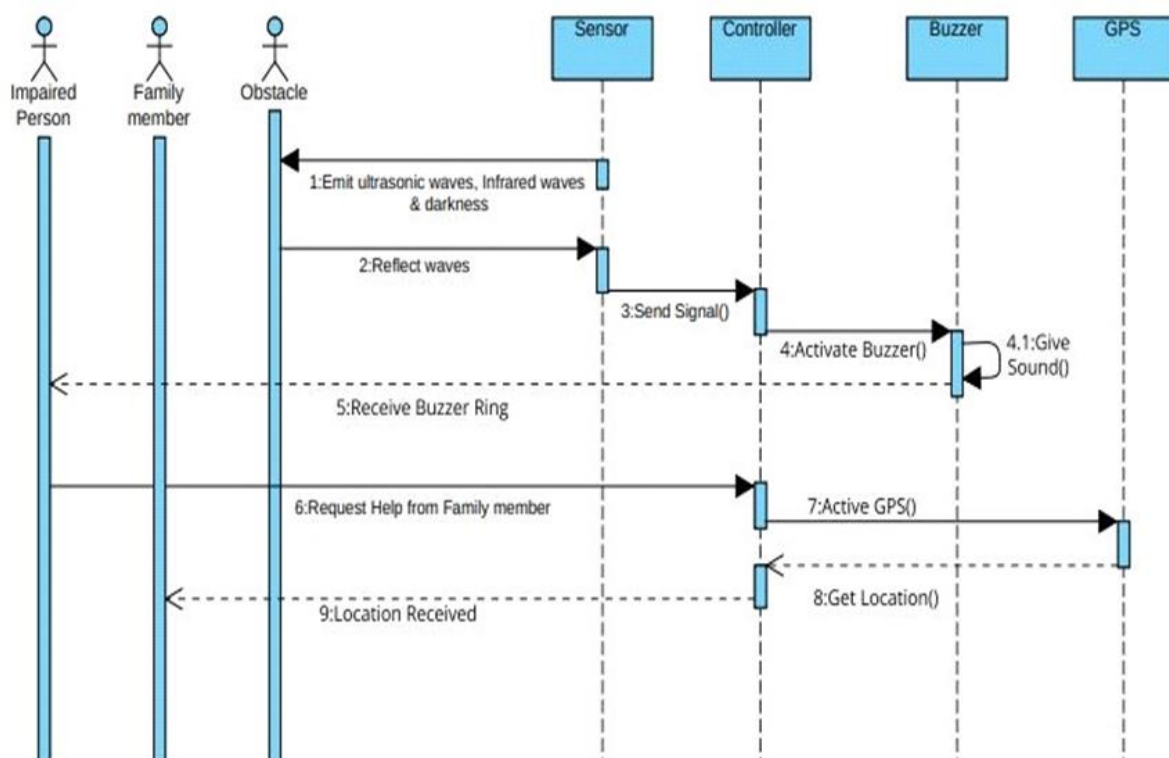 Sensor
Controller
Buzzer
GPS
Impaired
Person
Family
member
Obstacle
1:Emit ultrasonic waves, Infrared waves
& darkness
2:Reflect waves
3:Send Signal()
4:Activate Buzzer()
4.1:Give
Sound()
5:Receive Buzzer Ring
6:Request Help from Family member
7:Active GPS()
8:Get Location()
9:Location Received